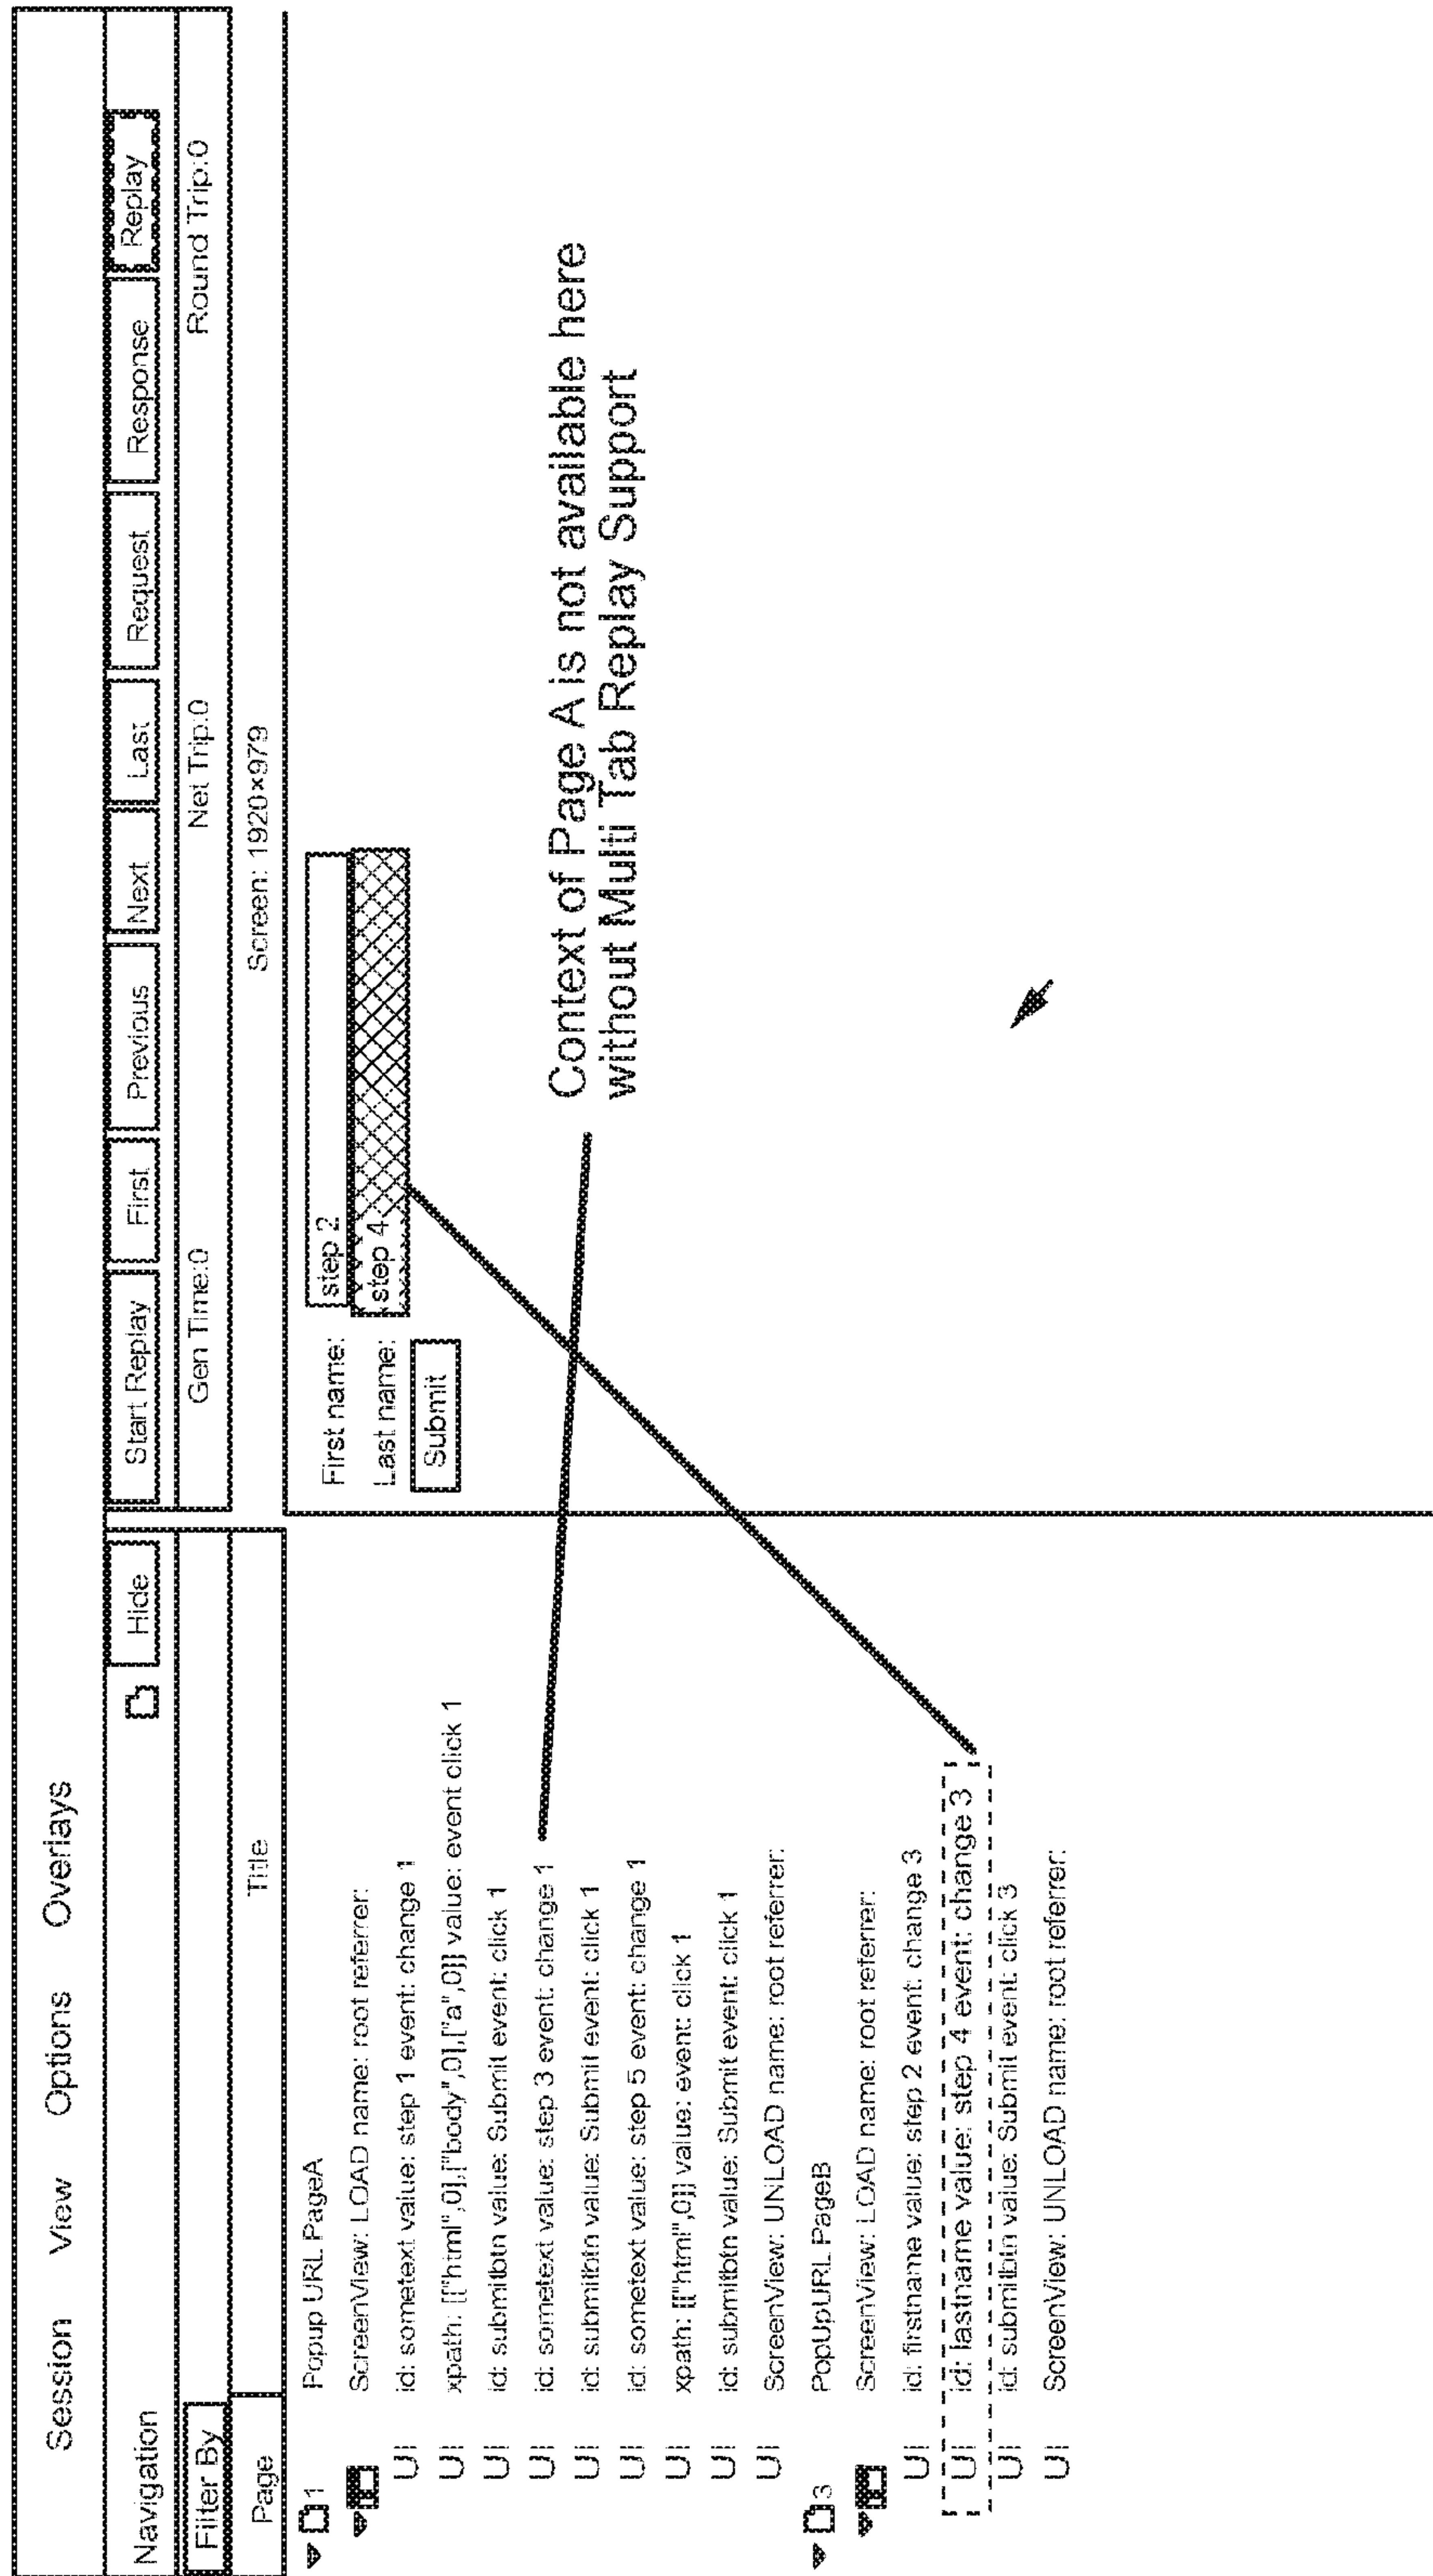 Session View Options Overlays
Navigation Hide Start Replay First Previous Next Last Request Response Replay
Filter By Gen Time:0 Net Trip:0 Round Trip:0
Page Title Screen: 1920×979
1 Popup URL PageA
ScreenView: LOAD name: root referrer:
UI id: sometext value: step 1 event: change 1
UI xpath: [["html",0],["body",0],["a",0]] value: event click 1
UI id: submitbtn value: Submit event: click 1
UI id: sometext value: step 3 event: change 1
UI id: submitbtn value: Submit event: click 1
UI id: sometext value: step 5 event: change 1
UI xpath: [["html",0]] value: event: click 1
UI id: submitbtn value: Submit event: click 1
UI ScreenView: UNLOAD name: root referrer:
3 PopUpURL PageB
ScreenView: LOAD name: root referrer:
UI id: firstname value: step 2 event: change 3
UI id: lastname value: step 4 event: change 3
UI id: submitbtn value: Submit event: click 3
UI ScreenView: UNLOAD name: root referrer:
First name: step 2
Last name: step 4
Submit
Context of Page A is not available here
without Multi Tab Replay Support